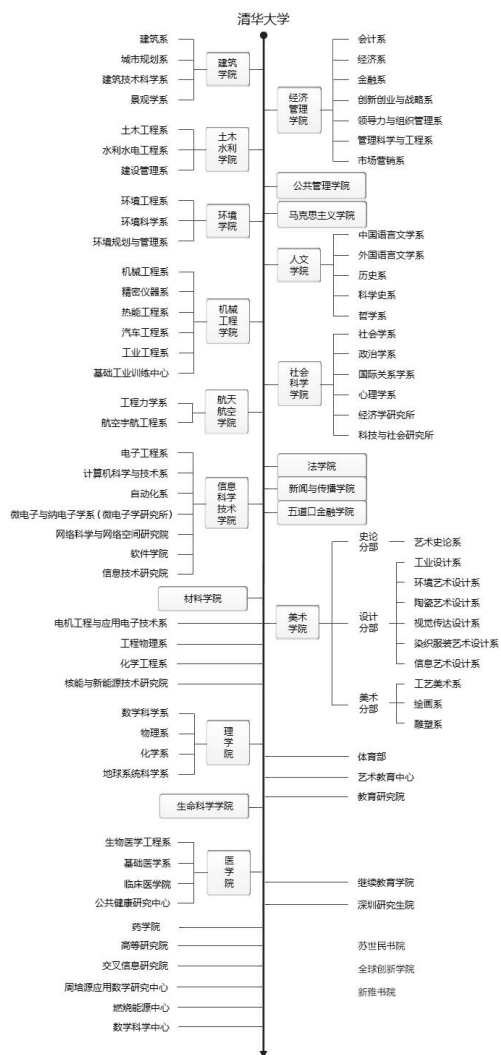 清华大学
建筑系
城市规划系
建筑技术科学系
景观学系
建筑
学院
土木工程系
水利水电工程系
建设管理系
土木
水利
学院
环境工程系
环境科学系
环境规划与管理系
环境
学院
机械工程系
精密仪器系
热能工程系
汽车工程系
工业工程系
基础工业训练中心
机械
工程
学院
工程力学系
航空宇航工程系
航天
航空
学院
电子工程系
计算机科学与技术系
自动化系
微电子与纳电子学系(微电子学研究所)
网络科学与网络空间研究院
软件学院
信息技术研究院
信息
科学
技术
学院
材料学院
电机工程与应用电子技术系
工程物理系
化学工程系
核能与新能源技术研究院
数学科学系
物理系
化学系
地球系统科学系
理
学
院
生命科学学院
生物医学工程系
基础医学系
临床医学院
公共健康研究中心
医
学
院
药学院
高等研究院
交叉信息研究院
周培源应用数学研究中心
燃烧能源中心
数学科学中心
经济
管理
学院
会计系
经济系
金融系
创新创业与战略系
领导力与组织管理系
管理科学与工程系
市场营销系
公共管理学院
马克思主义学院
人文
学院
中国语言文学系
外国语言文学系
历史系
科学史系
哲学系
社会
科学
学院
社会学系
政治学系
国际关系学系
心理学系
经济学研究所
科技与社会研究所
法学院
新闻与传播学院
五道口金融学院
美术
学院
史论
分部
艺术史论系
设计
分部
工业设计系
环境艺术设计系
陶瓷艺术设计系
视觉传达设计系
染织服装艺术设计系
信息艺术设计系
美术
分部
工艺美术系
绘画系
雕塑系
体育部
艺术教育中心
教育研究院
继续教育学院
深圳研究生院
苏世民书院
全球创新学院
新雅书院